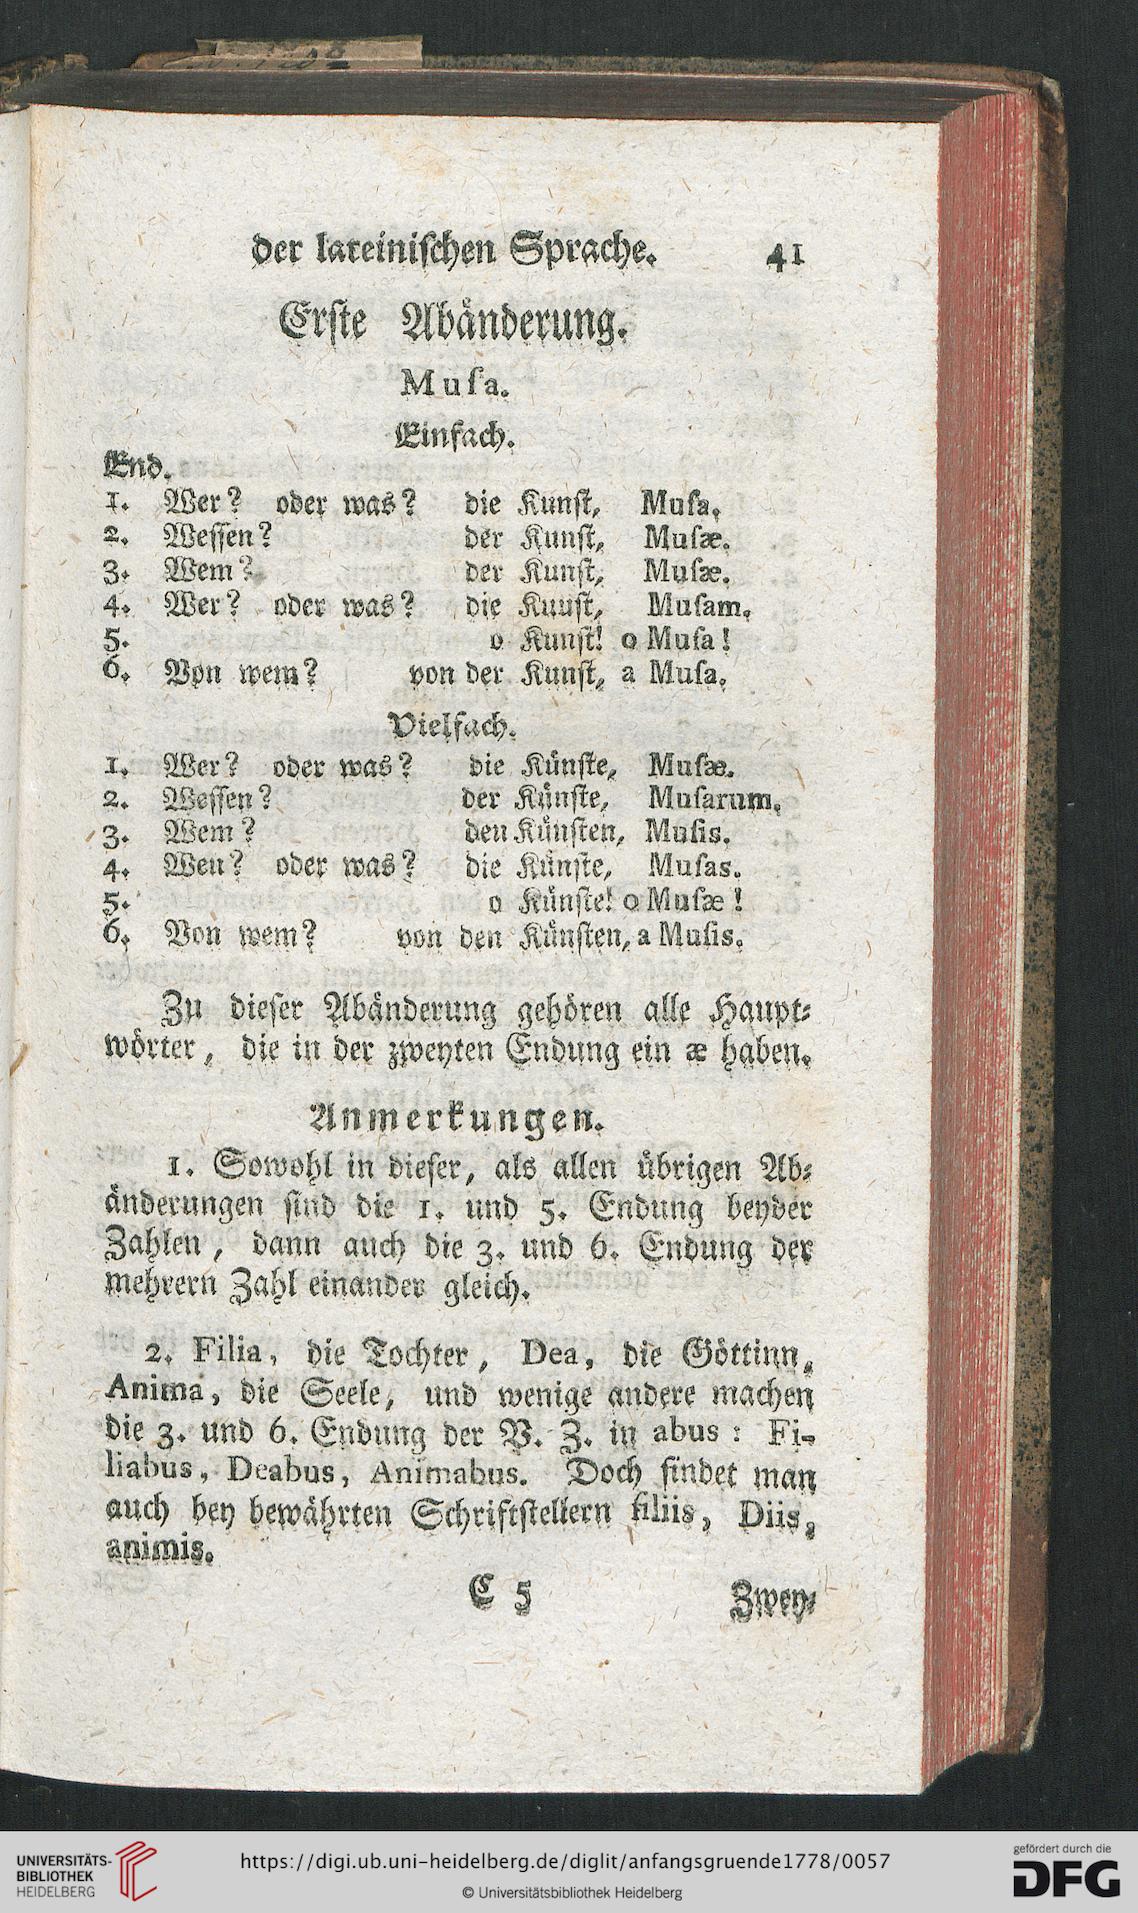 der lateiniſchen Sprache. 41
Erſte Abänderung.
Muſa.
Einfach.
End.
1. Wer? oder was? die Kunſt, Muſa.
2. Weſſen? der Kunſt, Muſæ.
3. Wem? der Kunſt, Muſæ.
4. Wer? oder was? die Kuuſt, Muſam.
5. o Kunſt! o Muſa!
6. Von wem? von der Kunſt, a Muſa.
Vielfach.
1. Wer? oder was? die Künſte, Muſæ.
2. Weſſen? der Künſte, Muſarum.
3. Wem? den Künſten, Muſis.
4. Wen? oder was? die Künſte, Muſas.
5. o Künſte! o Muſæ!
6. Von wem? von den Künſten, a Muſis.
Zu dieſer Abänderung gehören alle Haupt⸗
wörter, die in der zweyten Endung ein æ haben.
Anmerkungen.
1. Sowohl in dieſer, als allen übrigen Ab⸗
änderungen ſind die 1. und 5. Endung beyder
Zahlen, dann auch die 3. und 6. Endung der
mehrern Zahl einander gleich.
2. Filia, die Tochter, Dea, die Göttinn,
Anima, die Seele, und wenige andere machen
die 3. und 6. Endung der V. Z. in abus: Fi-
liabus, Deabus, Animabus. Doch findet man
auch bey bewährten Schriftſtellern filiis, Diis,
animis.
C 5 Zwey⸗
UNIVERSITÄTS-
BIBLIOTHEK
HEIDELBERG
https://digi.ub.uni-heidelberg.de/diglit/anfangsgruende1778/0057
© Universitätsbibliothek Heidelberg
gefördert durch die
DFG